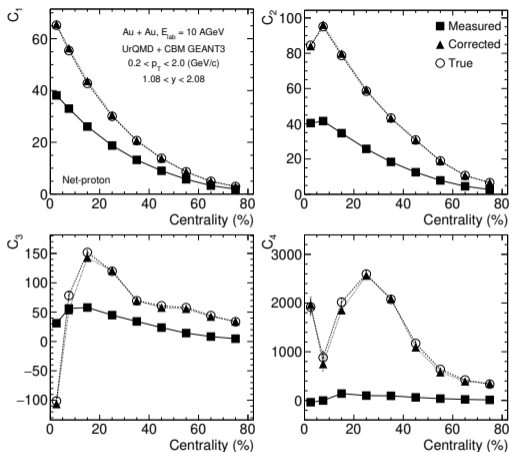 C₁
60
40
20
0
Au + Au, E_lab = 10 AGeV
UrQMD + CBM GEANT3
0.2 < p_T < 2.0 (GeV/c)
1.08 < y < 2.08
Net-proton
0 20 40 60 80
Centrality (%)
C₂
100
80
60
40
20
0
Measured
Corrected
True
0 20 40 60 80
Centrality (%)
C₃
150
100
50
0
−50
−100
0 20 40 60 80
Centrality (%)
C₄
3000
2000
1000
0
0 20 40 60 80
Centrality (%)